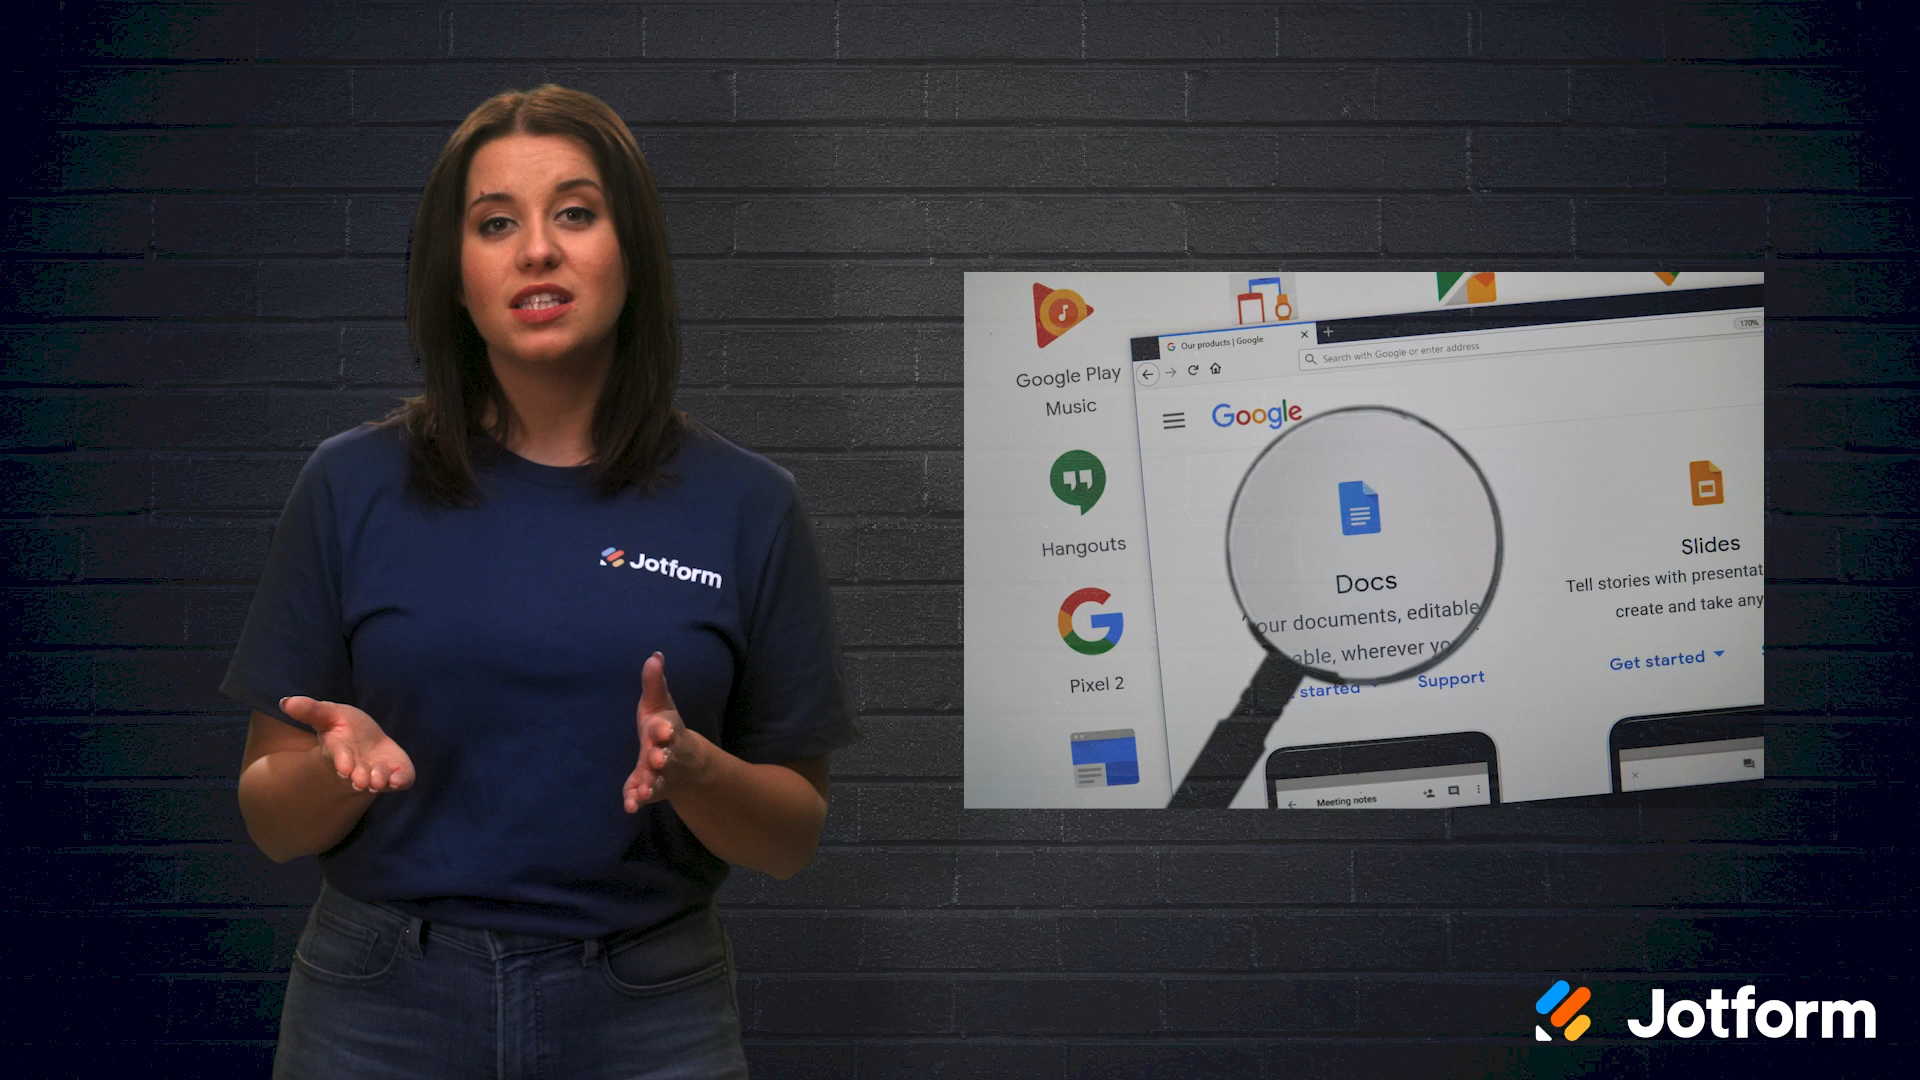 Jotform
Google Play
Music
Hangouts
Pixel 2
Our products | Google
Search with Google or enter address
170%
Google
Docs
our documents, editable
able, wherever yo
started
Support
Slides
Tell stories with presentat
create and take any
Get started
Meeting notes
Jotform